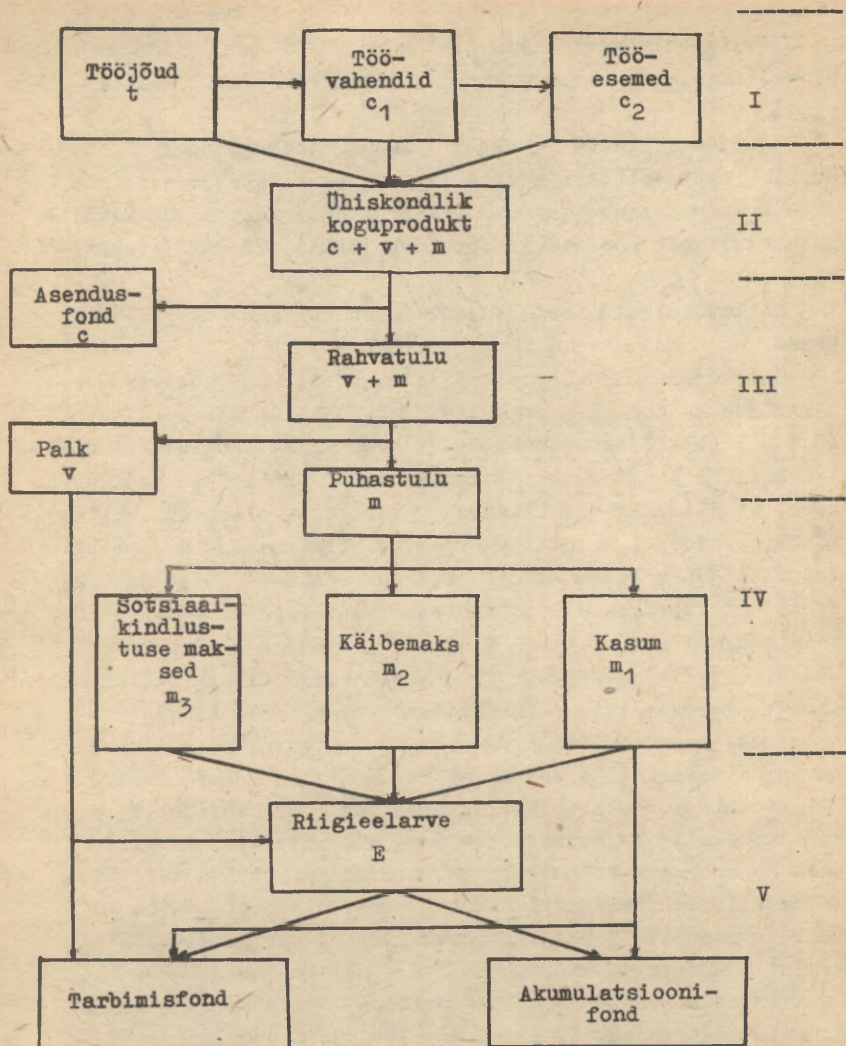 Tööjõud
t
Töö-
vahendid
c1
Töö-
esemed
c2
I
Ühiskondlik
koguprodukt
c + v + m
II
Asendus-
fond
c
Rahvatulu
v + m
III
Palk
v
Puhastulu
m
IV
Sotsiaal-
kindlus-
tuse mak-
sed
m3
Käibemaks
m2
Kasum
m1
Riigieelarve
E
V
Tarbimisfond
Akumulatsiooni-
fond